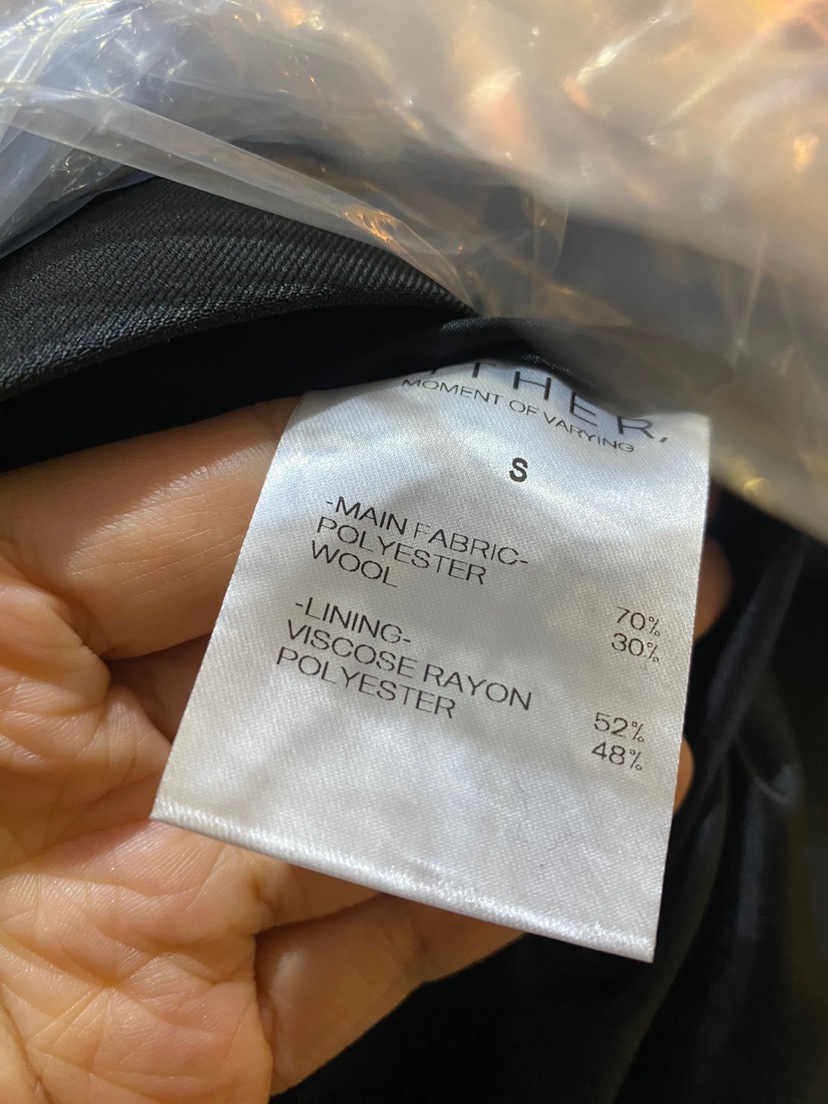 MOMENT OF VARYING
S
-MAIN FABRIC-
POLYESTER 70%
WOOL 30%
-LINING-
VISCOSE RAYON 52%
POLYESTER 48%